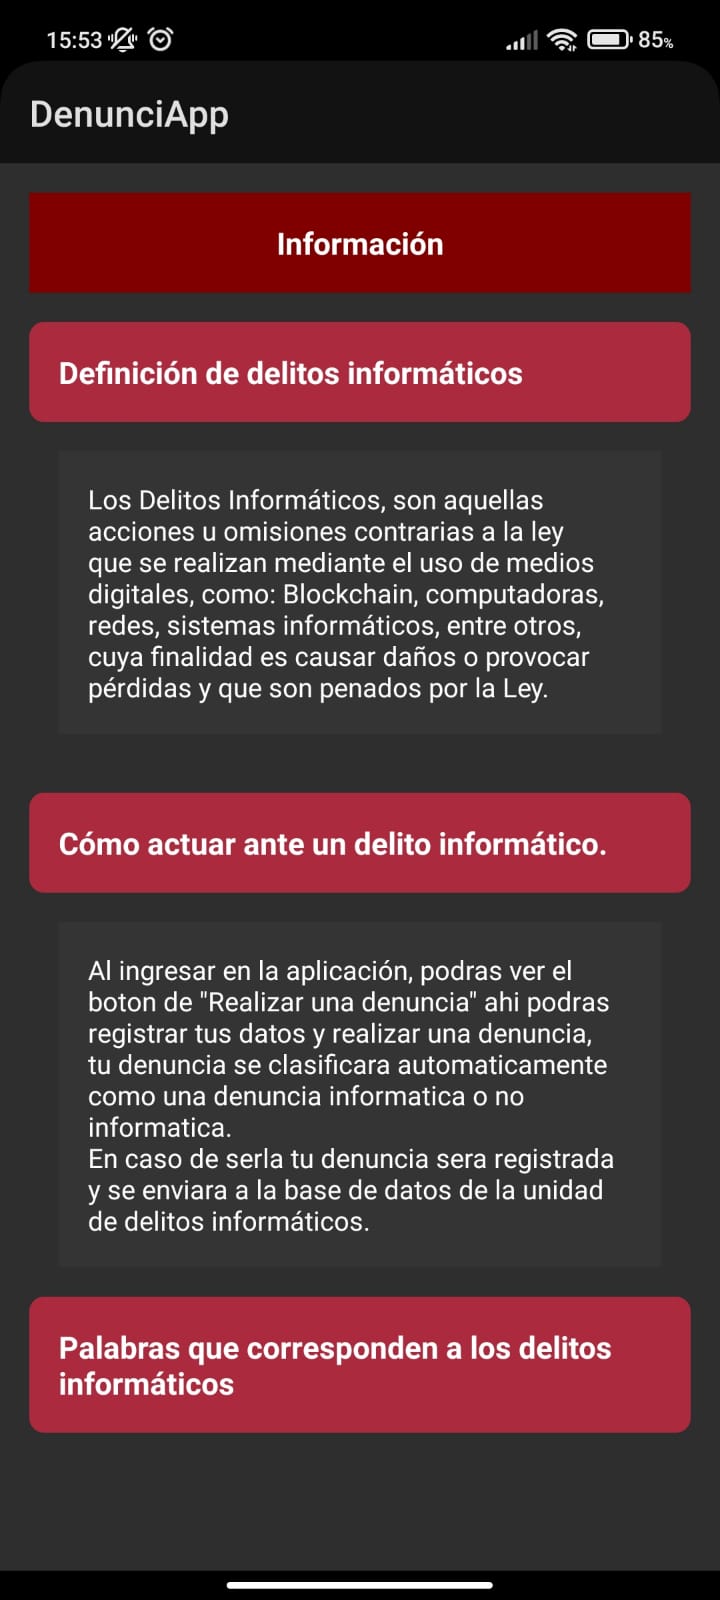 15:53 85%
DenunciApp
Información
Definición de delitos informáticos
Los Delitos Informáticos, son aquellas
acciones u omisiones contrarias a la ley
que se realizan mediante el uso de medios
digitales, como: Blockchain, computadoras,
redes, sistemas informáticos, entre otros,
cuya finalidad es causar daños o provocar
pérdidas y que son penados por la Ley.
Cómo actuar ante un delito informático.
Al ingresar en la aplicación, podras ver el
boton de "Realizar una denuncia" ahi podras
registrar tus datos y realizar una denuncia,
tu denuncia se clasificara automaticamente
como una denuncia informatica o no
informatica.
En caso de serla tu denuncia sera registrada
y se enviara a la base de datos de la unidad
de delitos informáticos.
Palabras que corresponden a los delitos
informáticos